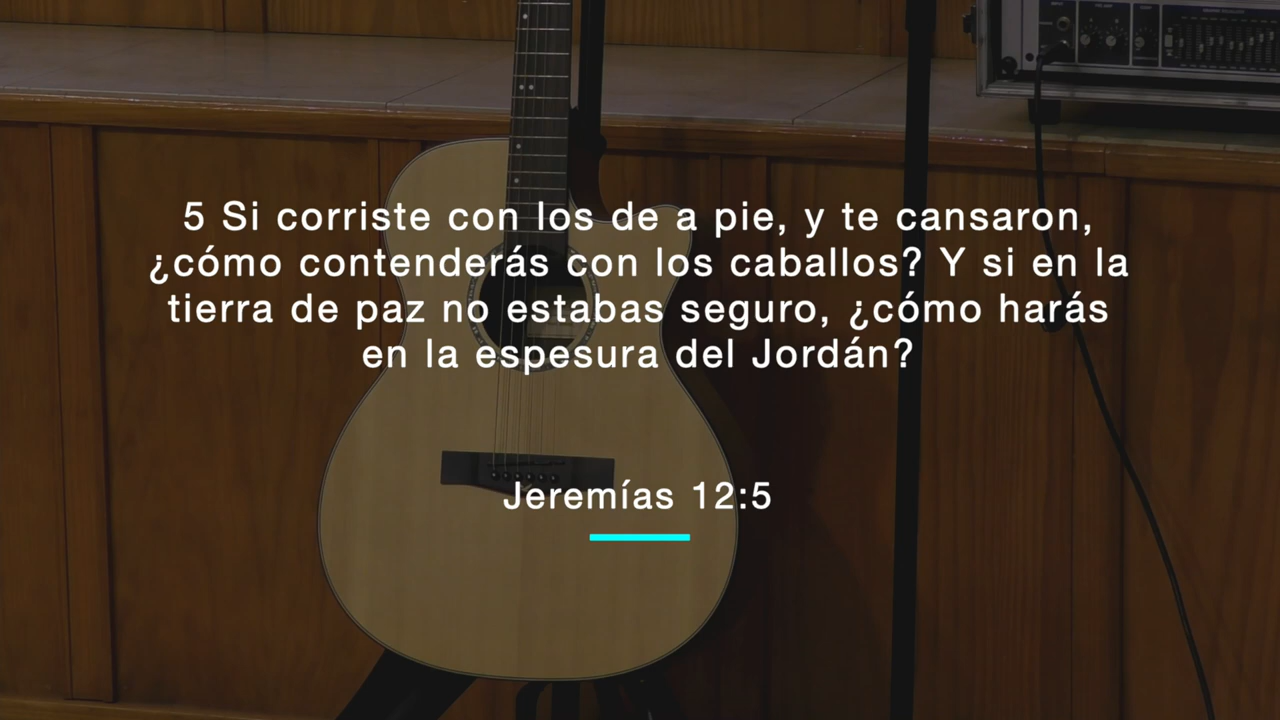 5 Si corriste con los de a pie, y te cansaron,
¿cómo contenderás con los caballos? Y si en la
tierra de paz no estabas seguro, ¿cómo harás
en la espesura del Jordán?
Jeremías 12:5